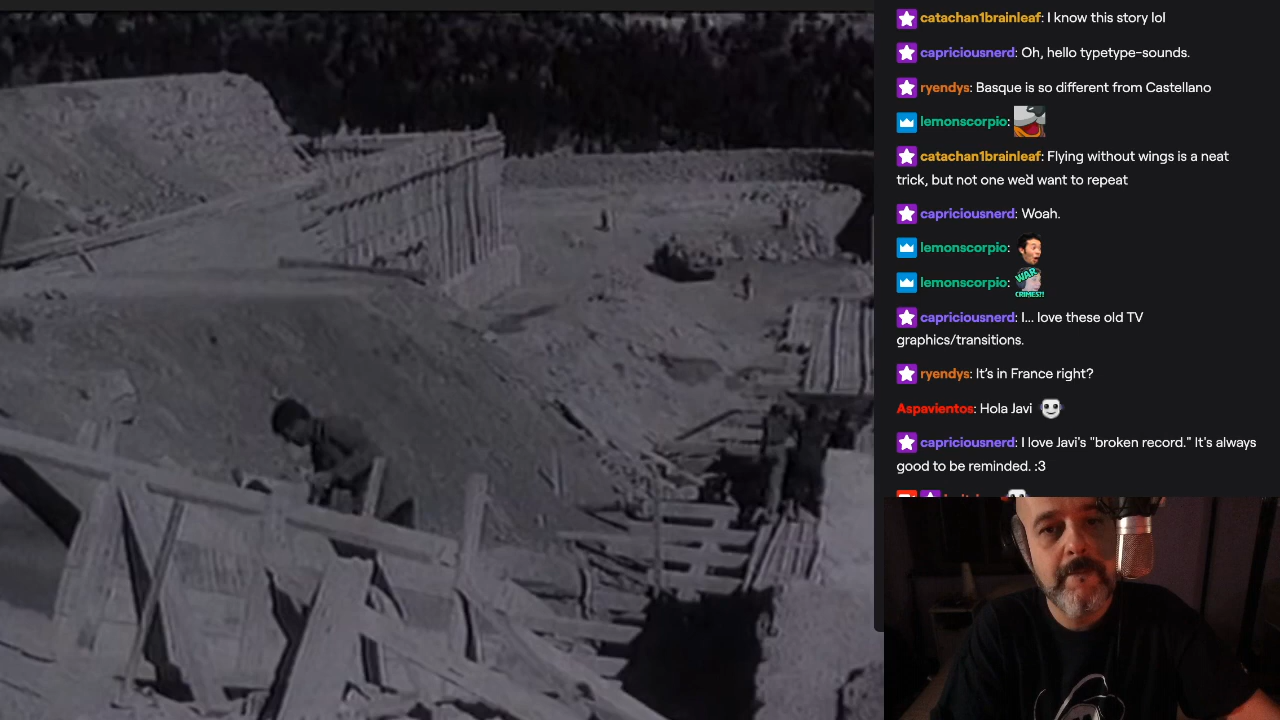 catachan1brainleaf: I know this story lol
capriciousnerd: Oh, hello typetype-sounds.
ryendys: Basque is so different from Castellano
lemonscorpio:
catachan1brainleaf: Flying without wings is a neat
trick, but not one we'd want to repeat
capriciousnerd: Woah.
lemonscorpio:
lemonscorpio:
WAR
CRIMES?!
capriciousnerd: I... love these old TV
graphics/transitions.
ryendys: It's in France right?
Aspavientos: Hola Javi
capriciousnerd: I love Javi's "broken record." It's always
good to be reminded. :3